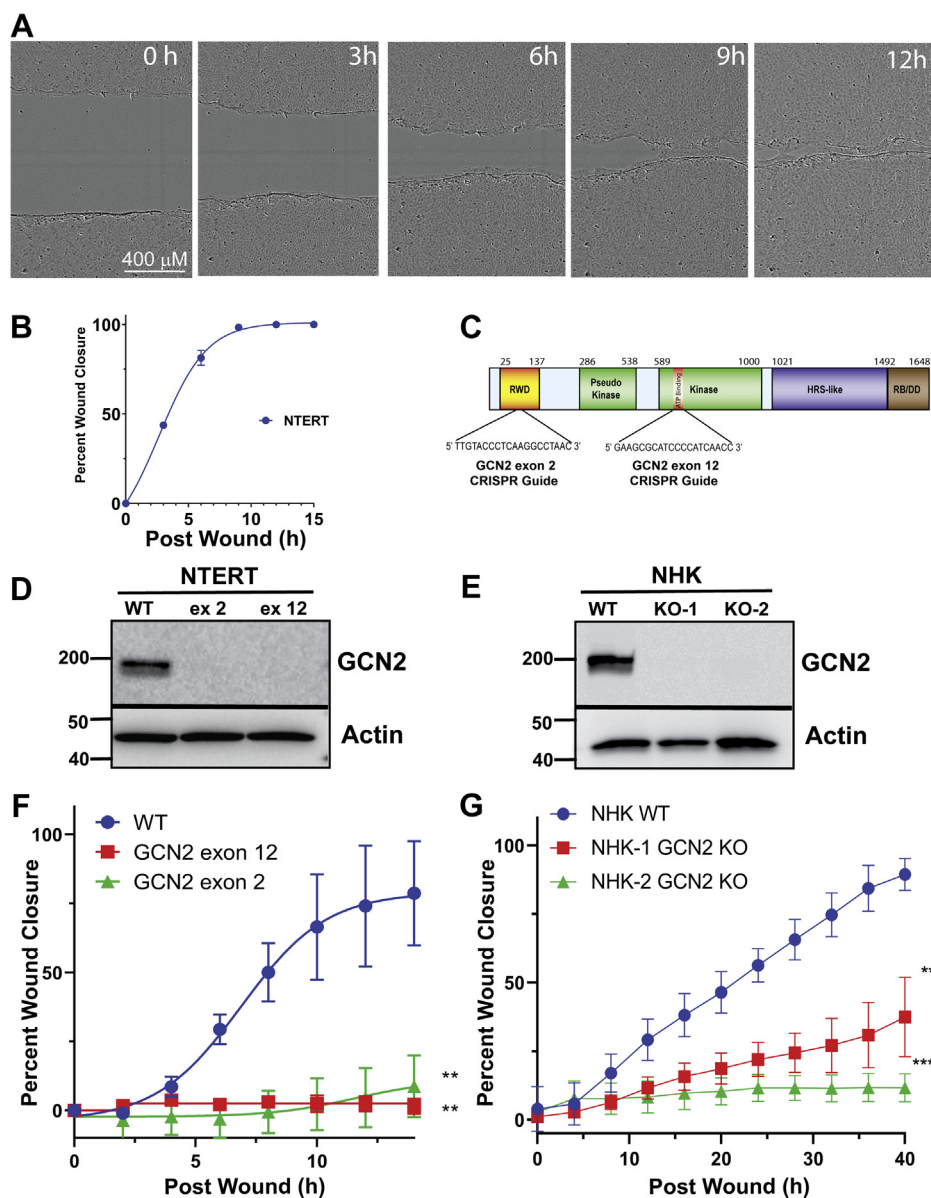 A
0 h
3h
6h
9h
12h
400 µM
B
Percent Wound Closure
100
50
0
0
5
10
15
NTERT
Post Wound (h)
C
25
137
286
538
589
1000
1021
1492
1648
RWD
Pseudo
Kinase
ATP Binding
Kinase
HRS-like
RB/DD
5' TTGTACCCTCAAGGCCTAAC 3'
GCN2 exon 2
CRISPR Guide
5' GAAGCGCATCCCCATCAACC 3'
GCN2 exon 12
CRISPR Guide
D
NTERT
WT
ex 2
ex 12
200
GCN2
50
40
Actin
E
NHK
WT
KO-1
KO-2
200
GCN2
50
40
Actin
F
Percent Wound Closure
100
50
0
0
5
10
WT
GCN2 exon 12
GCN2 exon 2
**
**
Post Wound (h)
G
Percent Wound Closure
100
50
0
0
10
20
30
40
NHK WT
NHK-1 GCN2 KO
NHK-2 GCN2 KO
**
***
Post Wound (h)